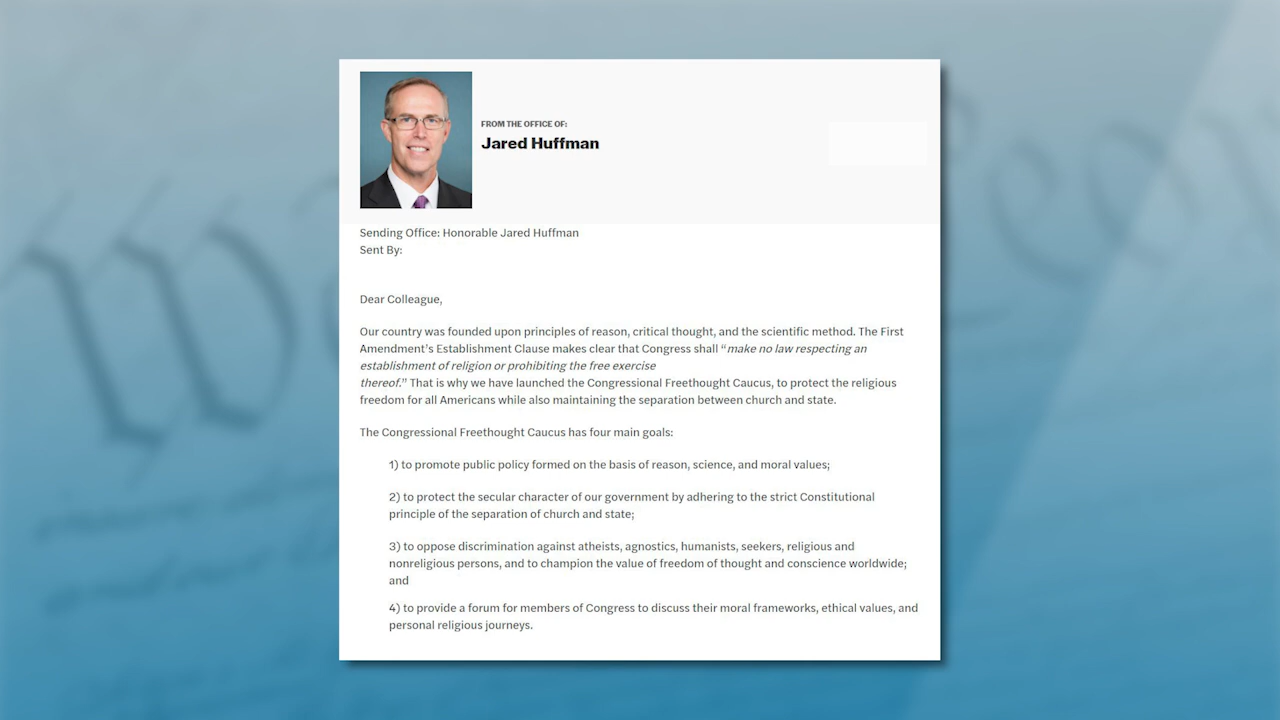 FROM THE OFFICE OF:
Jared Huffman
Sending Office: Honorable Jared Huffman
Sent By:
Dear Colleague,
Our country was founded upon principles of reason, critical thought, and the scientific method. The First
Amendment’s Establishment Clause makes clear that Congress shall “make no law respecting an
establishment of religion or prohibiting the free exercise
thereof.” That is why we have launched the Congressional Freethought Caucus, to protect the religious
freedom for all Americans while also maintaining the separation between church and state.
The Congressional Freethought Caucus has four main goals:
1) to promote public policy formed on the basis of reason, science, and moral values;
2) to protect the secular character of our government by adhering to the strict Constitutional
principle of the separation of church and state;
3) to oppose discrimination against atheists, agnostics, humanists, seekers, religious and
nonreligious persons, and to champion the value of freedom of thought and conscience worldwide;
and
4) to provide a forum for members of Congress to discuss their moral frameworks, ethical values, and
personal religious journeys.